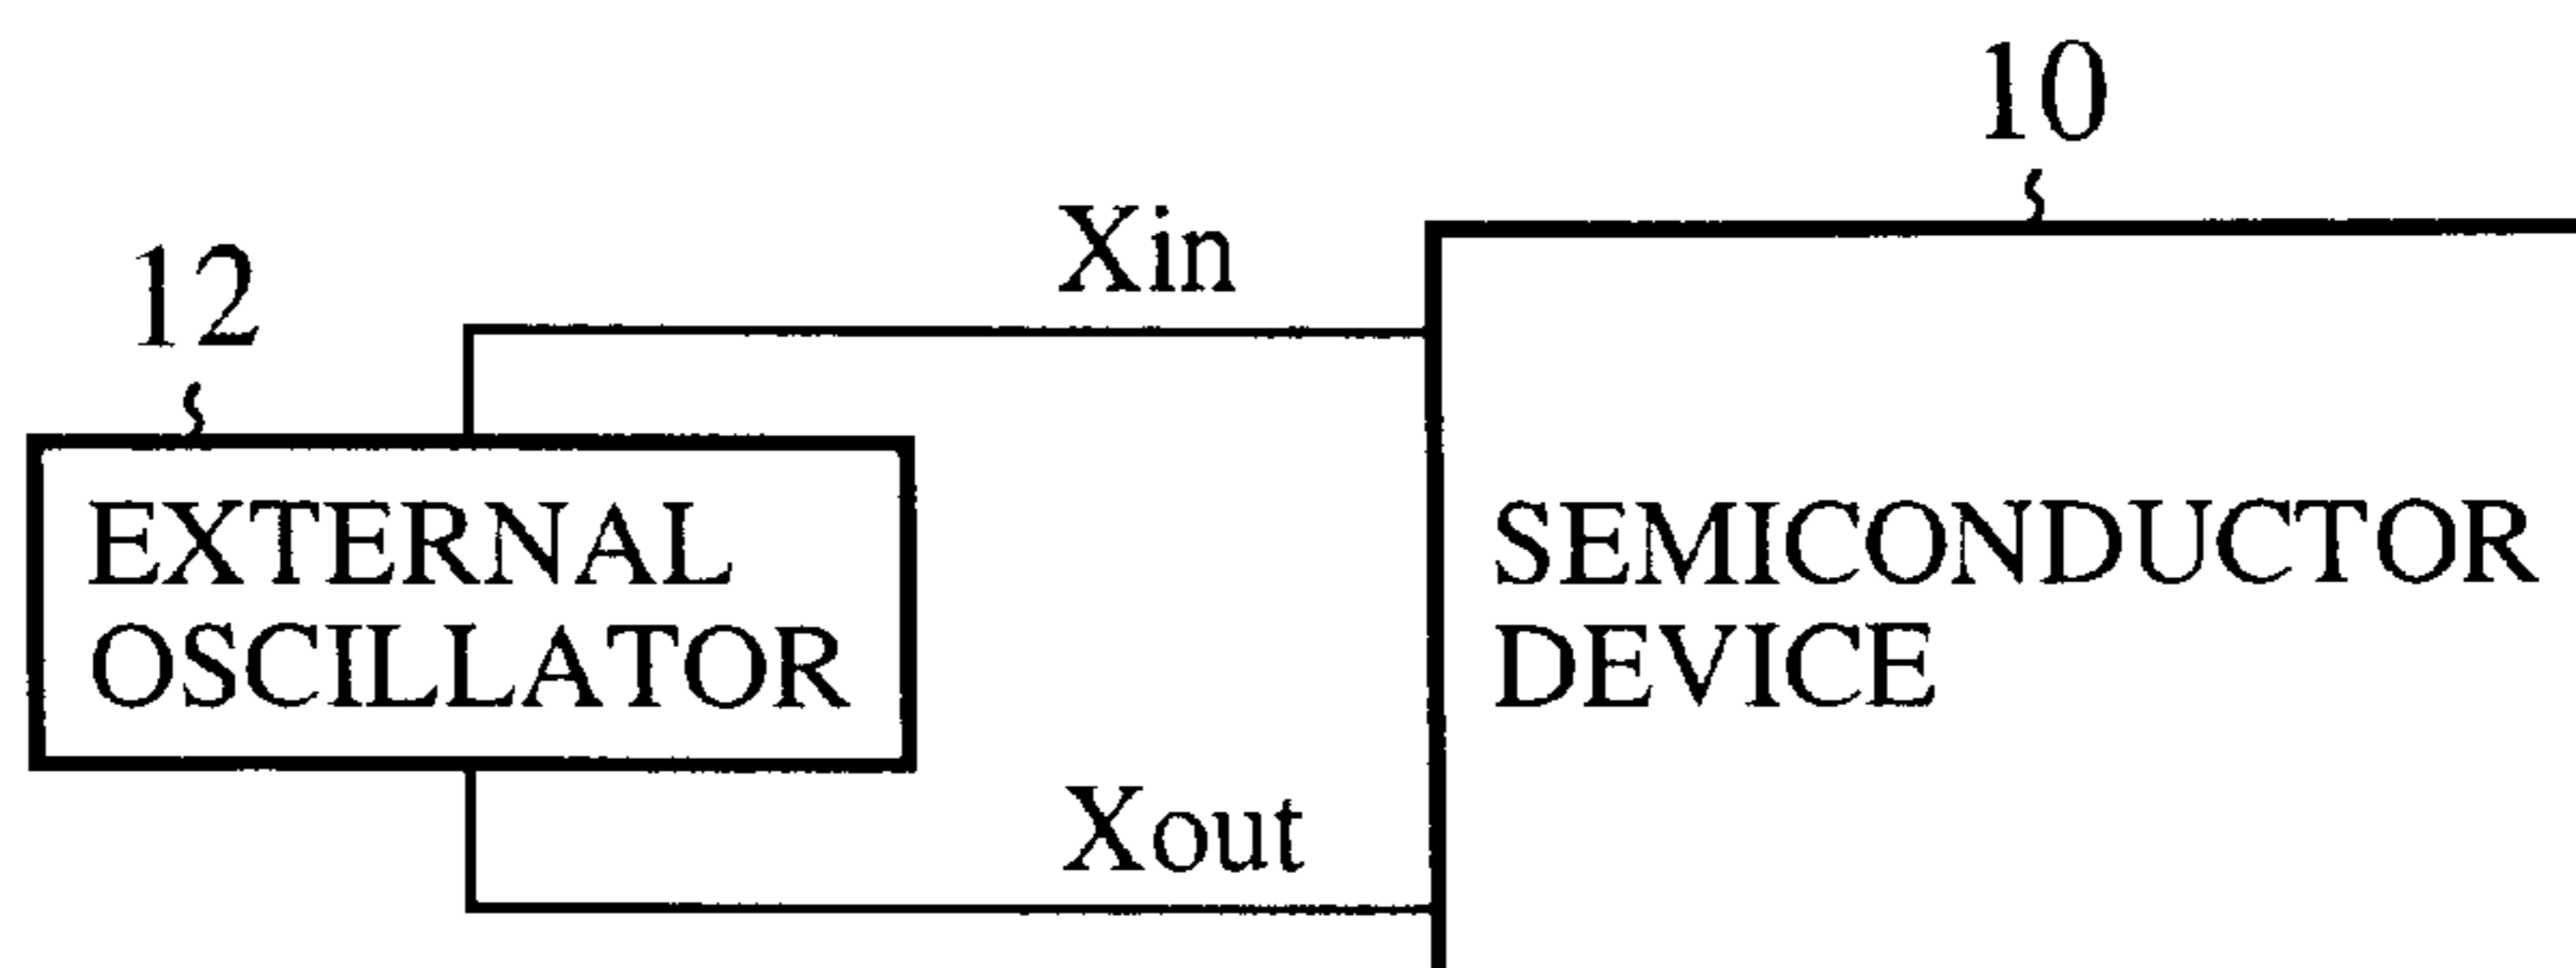 10
Xin
12
EXTERNAL
OSCILLATOR
SEMICONDUCTOR
DEVICE
Xout